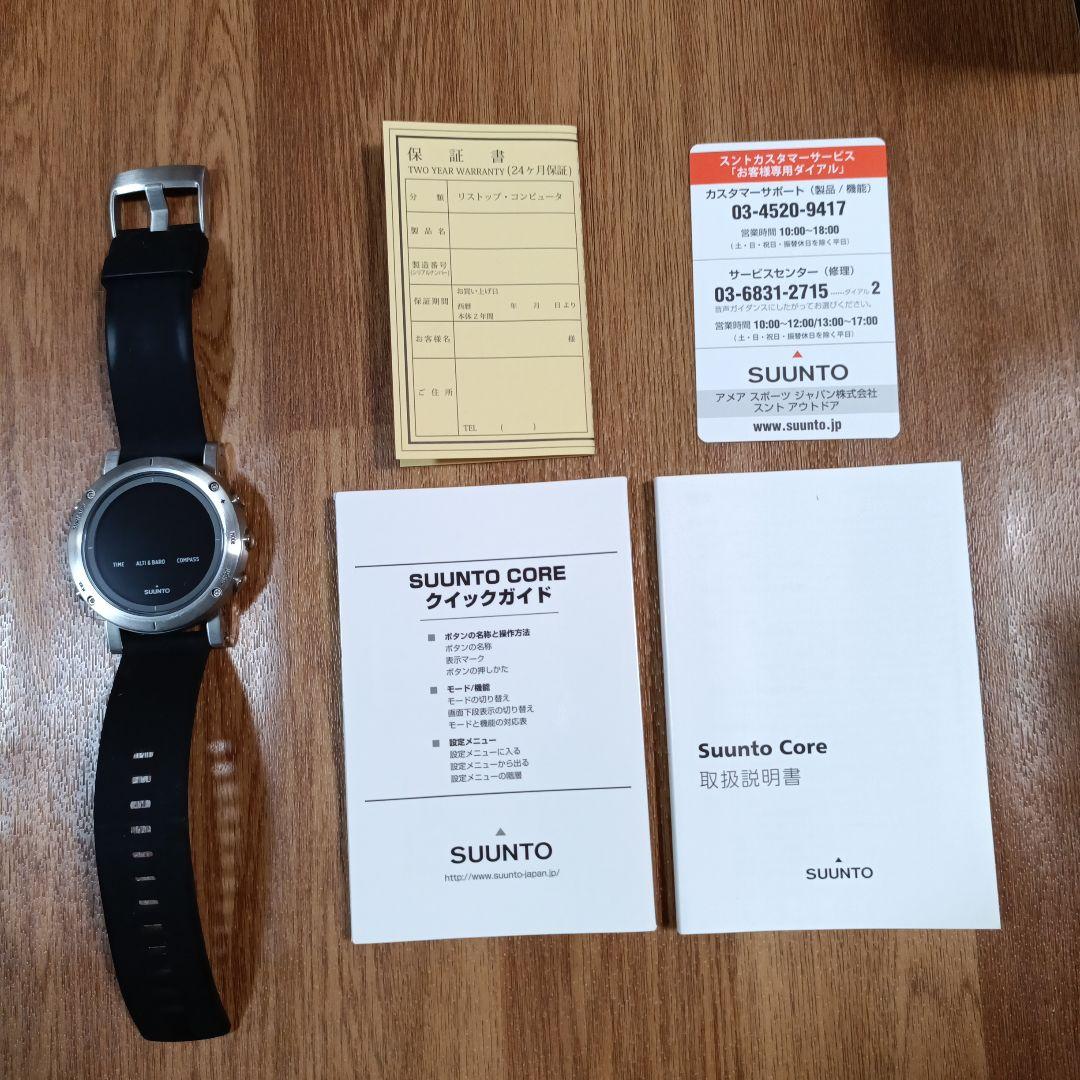 TIME ALTI & BARO COMPASS
SUUNTO
保証書
TWO YEAR WARRANTY (24ヶ月保証)
分類 リストップ・コンピュータ
製品名
製造番号
(シリアルナンバー)
保証期間 お買い上げ日
西暦 年 月 日より
本体2年間
お客様名 様
ご住所
TEL ( )
スントカスタマーサービス
「お客様専用ダイアル」
カスタマーサポート（製品 / 機能）
03-4520-9417
営業時間 10:00~18:00
（土・日・祝日・振替休日を除く平日）
サービスセンター（修理）
03-6831-2715 ......ダイアル2
音声ガイダンスにしたがってお選びください。
営業時間 10:00~12:00/13:00~17:00
（土・日・祝日・振替休日を除く平日）
SUUNTO
アメア スポーツ ジャパン株式会社
スント アウトドア
www.suunto.jp
SUUNTO CORE
クイックガイド
■ ボタンの名称と操作方法
ボタンの名称
表示マーク
ボタンの押しかた
■ モード/機能
モードの切り替え
画面下段表示の切り替え
モードと機能の対応表
■ 設定メニュー
設定メニューに入る
設定メニューから出る
設定メニューの階層
SUUNTO
http://www.suunto-japan.jp/
Suunto Core
取扱説明書
SUUNTO